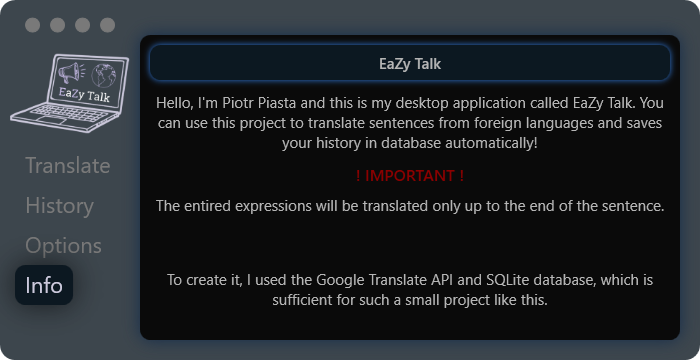 EaZy Talk
EaZy Talk
Hello, I'm Piotr Piasta and this is my desktop application called EaZy Talk. You
can use this project to translate sentences from foreign languages and saves
your history in database automatically!
! IMPORTANT !
The entired expressions will be translated only up to the end of the sentence.
To create it, I used the Google Translate API and SQLite database, which is
sufficient for such a small project like this.
Translate
History
Options
Info